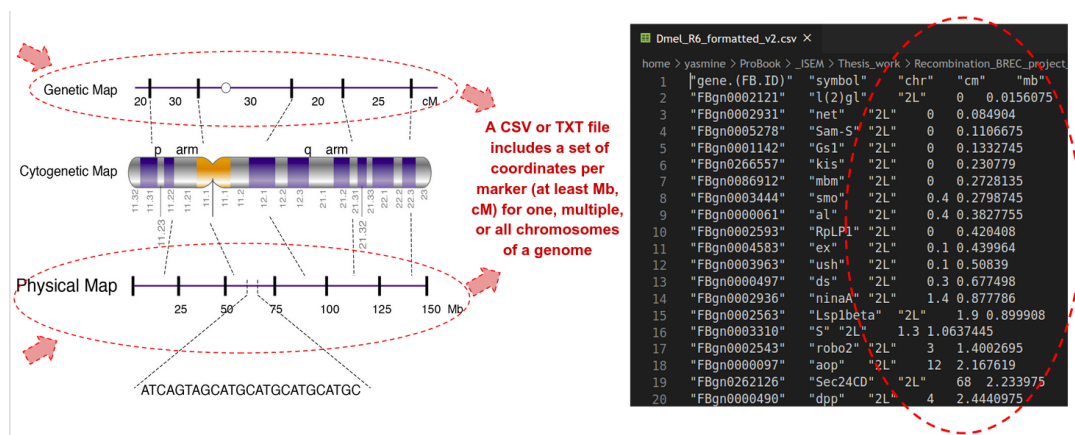 Genetic Map
20 30 30 20 25 cM
p arm q arm
Cytogenetic Map
11.32 11.31 11.23 11.22 11.21 11.1 11.1 11.2 12.1 12.2 12.3 21.1 21.2 21.31 21.32 21.33 22.1 22.2 22.3 23
Physical Map
25 50 75 100 125 150 Mb
ATCAGTAGCATGCATGCATGCATGC
A CSV or TXT file
includes a set of
coordinates per
marker (at least Mb,
cM) for one, multiple,
or all chromosomes
of a genome
Dmel_R6_formatted_v2.csv ×
home > yasmine > ProBook > _ISEM > Thesis_work > Recombination_BREC_project_
1 "gene.(FB.ID)" "symbol" "chr" "cm" "mb"
2 "FBgn0002121" "l(2)gl" "2L" 0 0.0156075
3 "FBgn0002931" "net" "2L" 0 0.084904
4 "FBgn0005278" "Sam-S" "2L" 0 0.1106675
5 "FBgn0001142" "Gs1" "2L" 0 0.1332745
6 "FBgn0266557" "kis" "2L" 0 0.230779
7 "FBgn0086912" "mbm" "2L" 0 0.2728135
8 "FBgn0003444" "smo" "2L" 0.4 0.2798745
9 "FBgn0000061" "al" "2L" 0.4 0.3827755
10 "FBgn0002593" "RpLP1" "2L" 0 0.420408
11 "FBgn0004583" "ex" "2L" 0.1 0.439964
12 "FBgn0003963" "ush" "2L" 0.1 0.50839
13 "FBgn0000497" "ds" "2L" 0.3 0.677498
14 "FBgn0002936" "ninaA" "2L" 1.4 0.877786
15 "FBgn0002563" "Lsp1beta" "2L" 1.9 0.899908
16 "FBgn0003310" "S" "2L" 1.3 1.0637445
17 "FBgn0002543" "robo2" "2L" 3 1.4002695
18 "FBgn0000097" "aop" "2L" 12 2.167619
19 "FBgn0262126" "Sec24CD" "2L" 68 2.233975
20 "FBgn0000490" "dpp" "2L" 4 2.4440975